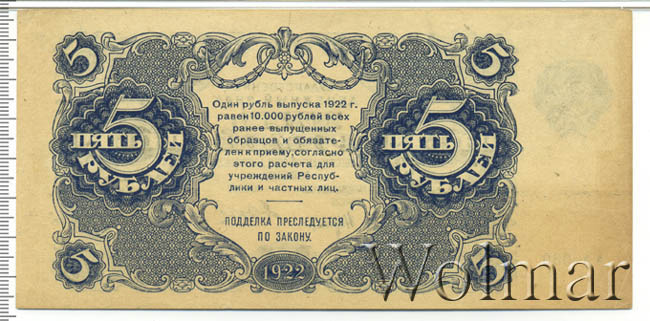 5 5
Один рубль выпуска 1922 г.
равен 10.000 рублей всех
ранее выпущенных
образцов и обязате-
лен к приему, согласно
этого расчета для
учреждений Респуб-
лики и частных лиц.
5
ПЯТЬ
РУБЛЕЙ
5
ПЯТЬ
РУБЛЕЙ
ПОДДЕЛКА ПРЕСЛЕДУЕТСЯ
ПО ЗАКОНУ.
5 1922 5
Wolmar